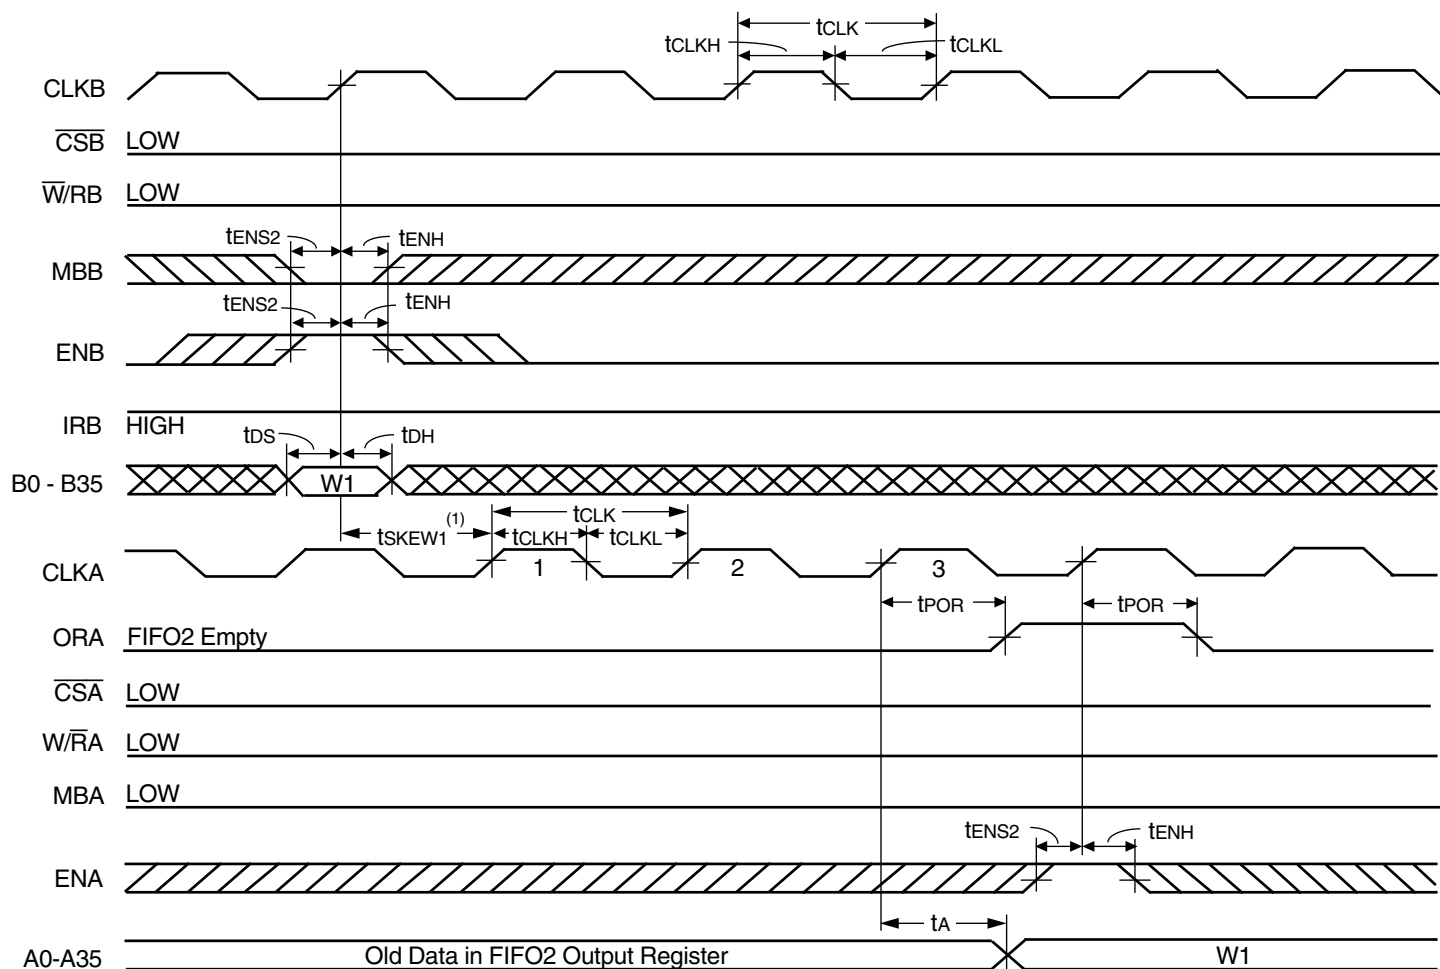 tCLK
tCLKH tCLKL
CLKB
CSB LOW
W/RB LOW
tENS2 tENH
MBB
tENS2 tENH
ENB
IRB HIGH
tDS tDH
B0 - B35 W1
tCLK
tSKEW1 (1) tCLKH tCLKL
CLKA 1 2 3
tPOR tPOR
ORA FIFO2 Empty
CSA LOW
W/RA LOW
MBA LOW
tENS2 tENH
ENA
tA
A0-A35 Old Data in FIFO2 Output Register W1